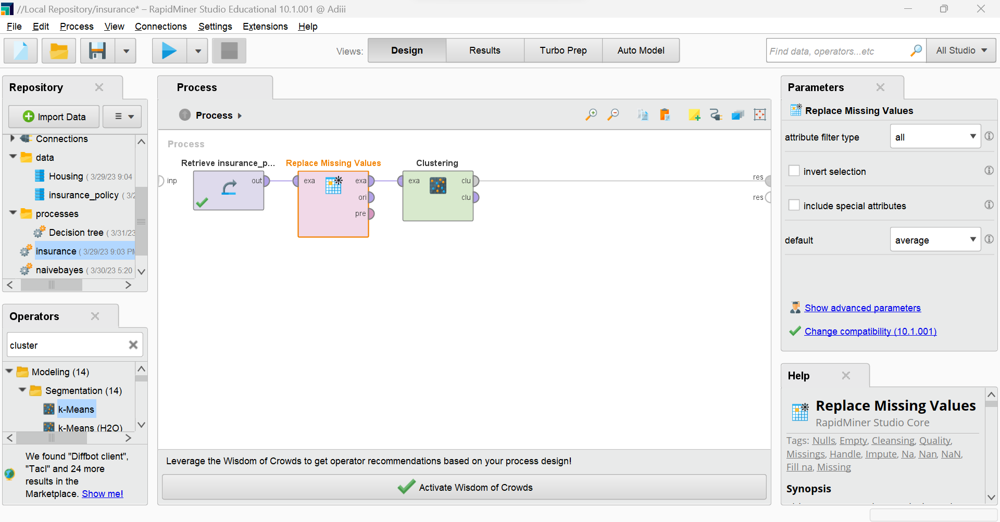 //Local Repository/insurance* – RapidMiner Studio Educational 10.1.001 @ Adiii
File Edit Process View Connections Settings Extensions Help
Views: Design Results Turbo Prep Auto Model
Find data, operators...etc All Studio
Repository
Import Data
Connections
data
Housing ( 3/29/23 9:04
insurance_policy ( 3/2
processes
Decision tree ( 3/31/23
insurance ( 3/29/23 9:03 PM
naivebayes ( 3/30/23 5:20
Operators
cluster
Modeling (14)
Segmentation (14)
k-Means
k-Means (H2O)
We found "Diffbot client",
"Tacl" and 24 more
results in the
Marketplace. Show me!
Process
Process
Process
Retrieve insurance_p... Replace Missing Values Clustering
inp out exa exa exa clu res
ori clu res
pre
Leverage the Wisdom of Crowds to get operator recommendations based on your process design!
Activate Wisdom of Crowds
Parameters
Replace Missing Values
attribute filter type all
invert selection
include special attributes
default average
Show advanced parameters
Change compatibility (10.1.001)
Help
Replace Missing Values
RapidMiner Studio Core
Tags: Nulls, Empty, Cleansing, Quality,
Missings, Handle, Impute, Na, Nan, NaN,
Fill na, Missing
Synopsis